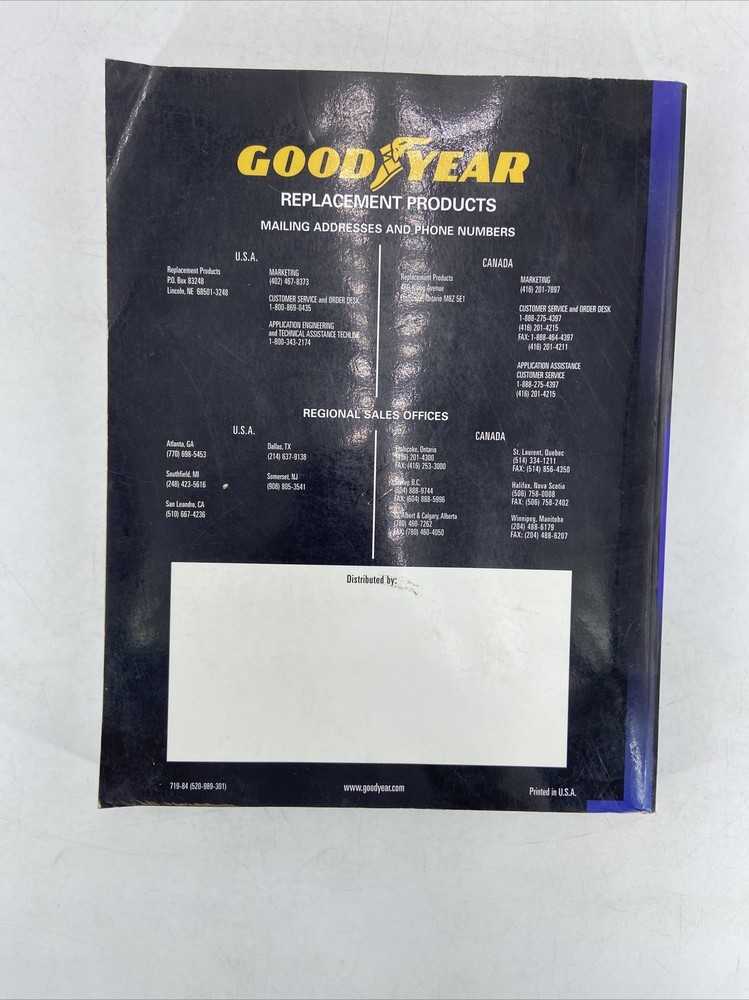 GOOD YEAR
REPLACEMENT PRODUCTS
MAILING ADDRESSES AND PHONE NUMBERS
U.S.A.
Replacement Products
P.O. Box 83248
Lincoln, NE 68501-3248
MARKETING
(402) 467-8373
CUSTOMER SERVICE and ORDER DESK
1-800-869-0435
APPLICATION ENGINEERING
and TECHNICAL ASSISTANCE TECHLINE
1-800-343-2174
CANADA
Replacement Products
Avenue
Ontario M8Z 5E1
MARKETING
(416) 201-7097
CUSTOMER SERVICE and ORDER DESK
1-888-275-4397
(416) 201-4215
FAX: 1-888-464-4397
(416) 201-4211
APPLICATION ASSISTANCE
CUSTOMER SERVICE
1-888-275-4397
(416) 201-4215
REGIONAL SALES OFFICES
U.S.A.
Atlanta, GA
(770) 698-5453
Southfield, MI
(248) 423-5616
San Leandro, CA
(510) 667-4236
Dallas, TX
(214) 637-9138
Somerset, NJ
(908) 805-3541
CANADA
Etobicoke, Ontario
(416) 201-4300
FAX: (416) 253-3000
B.C.
(604) 888-9744
FAX: (604) 888-5996
St. Albert & Calgary, Alberta
(780) 460-7262
FAX: (780) 460-4050
St. Laurent, Quebec
(514) 334-1211
FAX: (514) 856-4350
Halifax, Nova Scotia
(506) 758-0008
FAX: (506) 758-2402
Winnipeg, Manitoba
(204) 488-6179
FAX: (204) 488-6207
Distributed by:
719-84 (520-989-301)
www.goodyear.com
Printed in U.S.A.